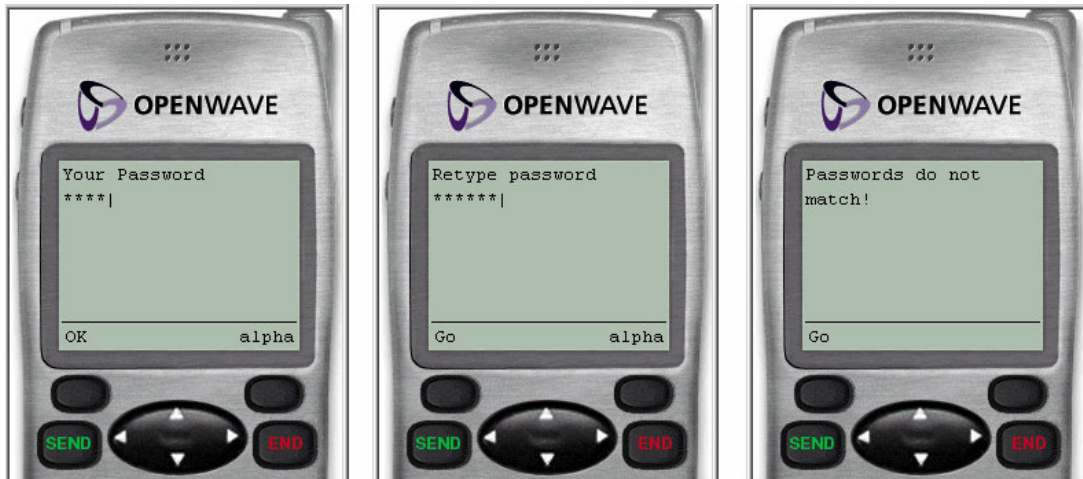 OPENWAVE
Your Password
****|
OK alpha
SEND END
OPENWAVE
Retype password
******|
Go alpha
SEND END
OPENWAVE
Passwords do not
match!
Go
SEND END